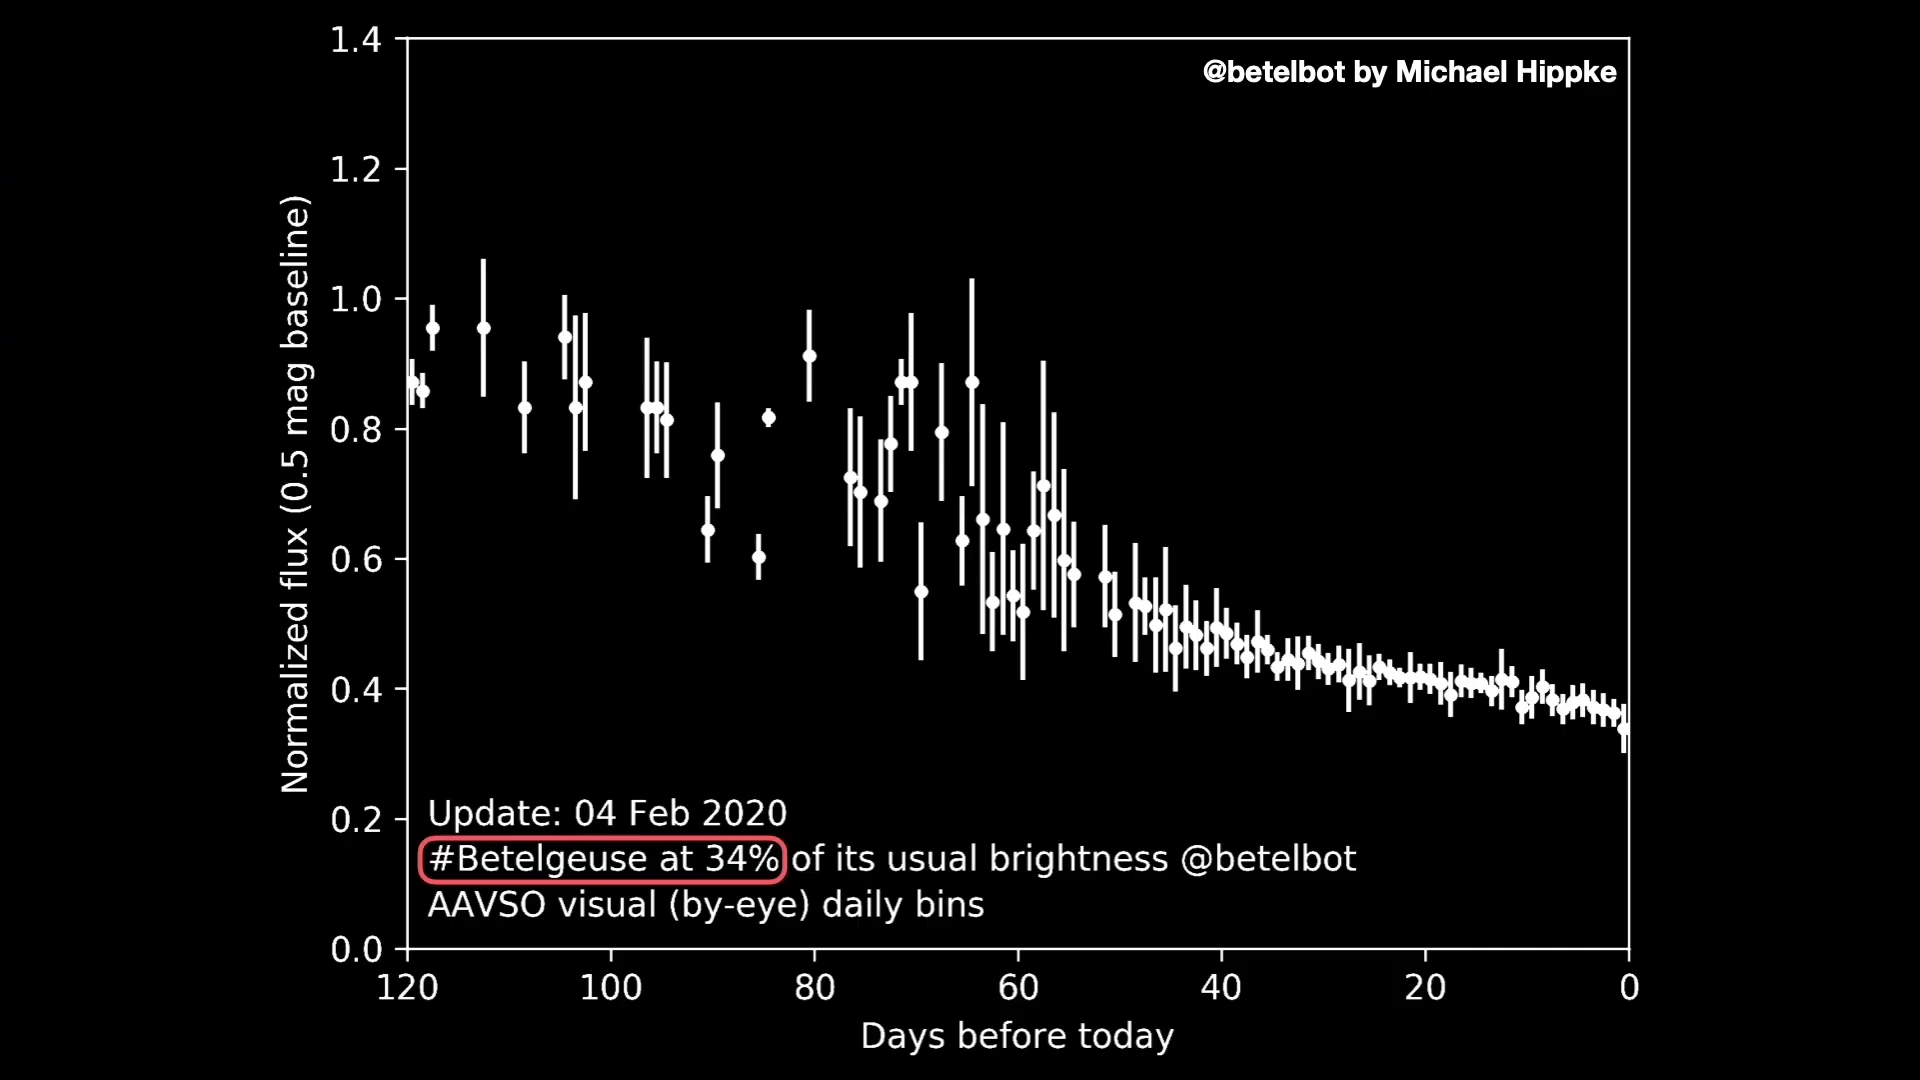 @betelbot by Michael Hippke
1.4
1.2
1.0
0.8
0.6
0.4
0.2
0.0
Normalized flux (0.5 mag baseline)
Update: 04 Feb 2020
#Betelgeuse at 34% of its usual brightness @betelbot
AAVSO visual (by-eye) daily bins
120 100 80 60 40 20 0
Days before today